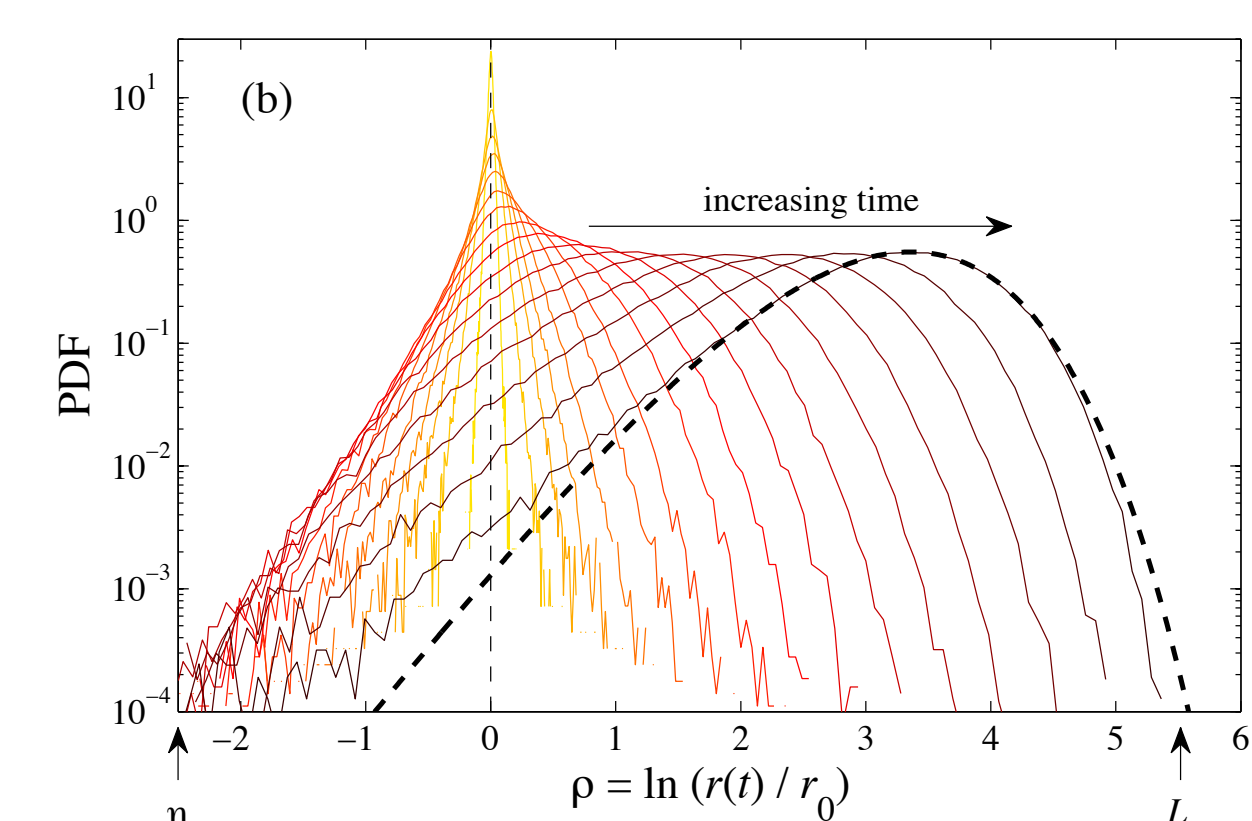 (b)
increasing time
PDF
10^1
10^0
10^−1
10^−2
10^−3
10^−4
−2 −1 0 1 2 3 4 5 6
ρ = ln (r(t) / r_0)
η L